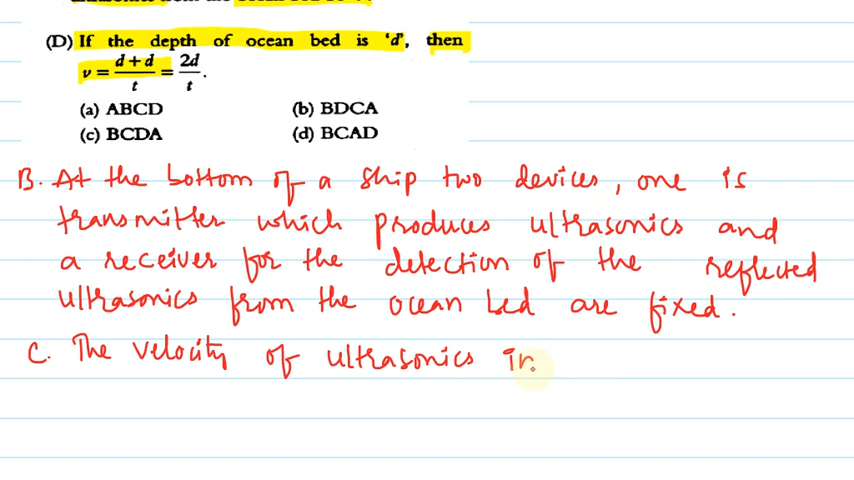 (D) If the depth of ocean bed is 'd', then
v = d + d / t = 2d / t.
(a) ABCD (b) BDCA
(c) BCDA (d) BCAD
B. At the bottom of a ship two devices, one is
transmitter which produces ultrasonics and
a receiver for the detection of the reflected
ultrasonics from the ocean bed are fixed.
C. The velocity of ultrasonics in